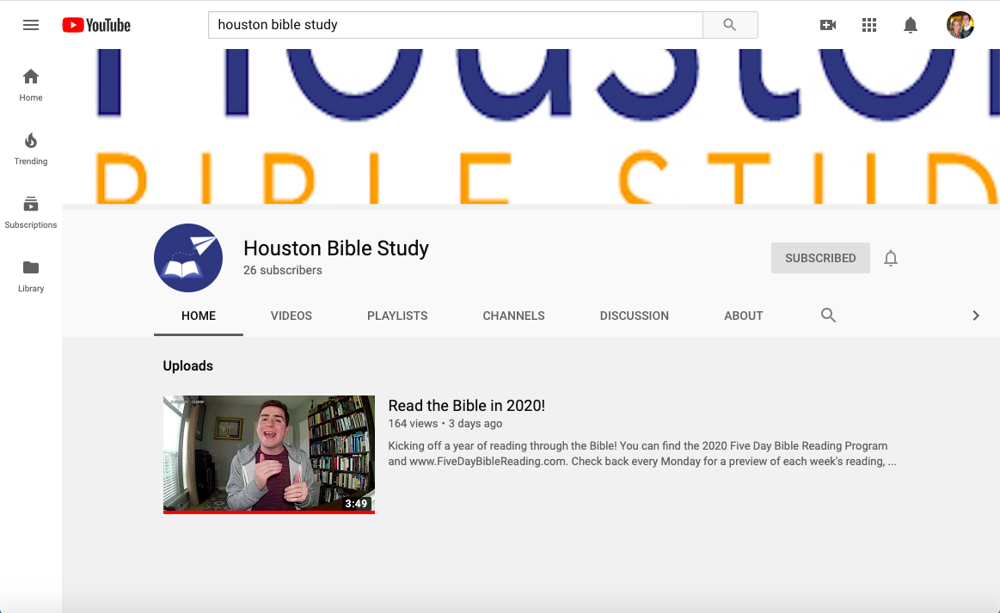 YouTube
houston bible study
Home
Trending
Subscriptions
Library
Houston
BIBLE STUD
Houston Bible Study
26 subscribers
SUBSCRIBED
HOME
VIDEOS
PLAYLISTS
CHANNELS
DISCUSSION
ABOUT
Uploads
3:49
Read the Bible in 2020!
164 views • 3 days ago
Kicking off a year of reading through the Bible! You can find the 2020 Five Day Bible Reading Program
and www.FiveDayBibleReading.com. Check back every Monday for a preview of each week's reading, ...